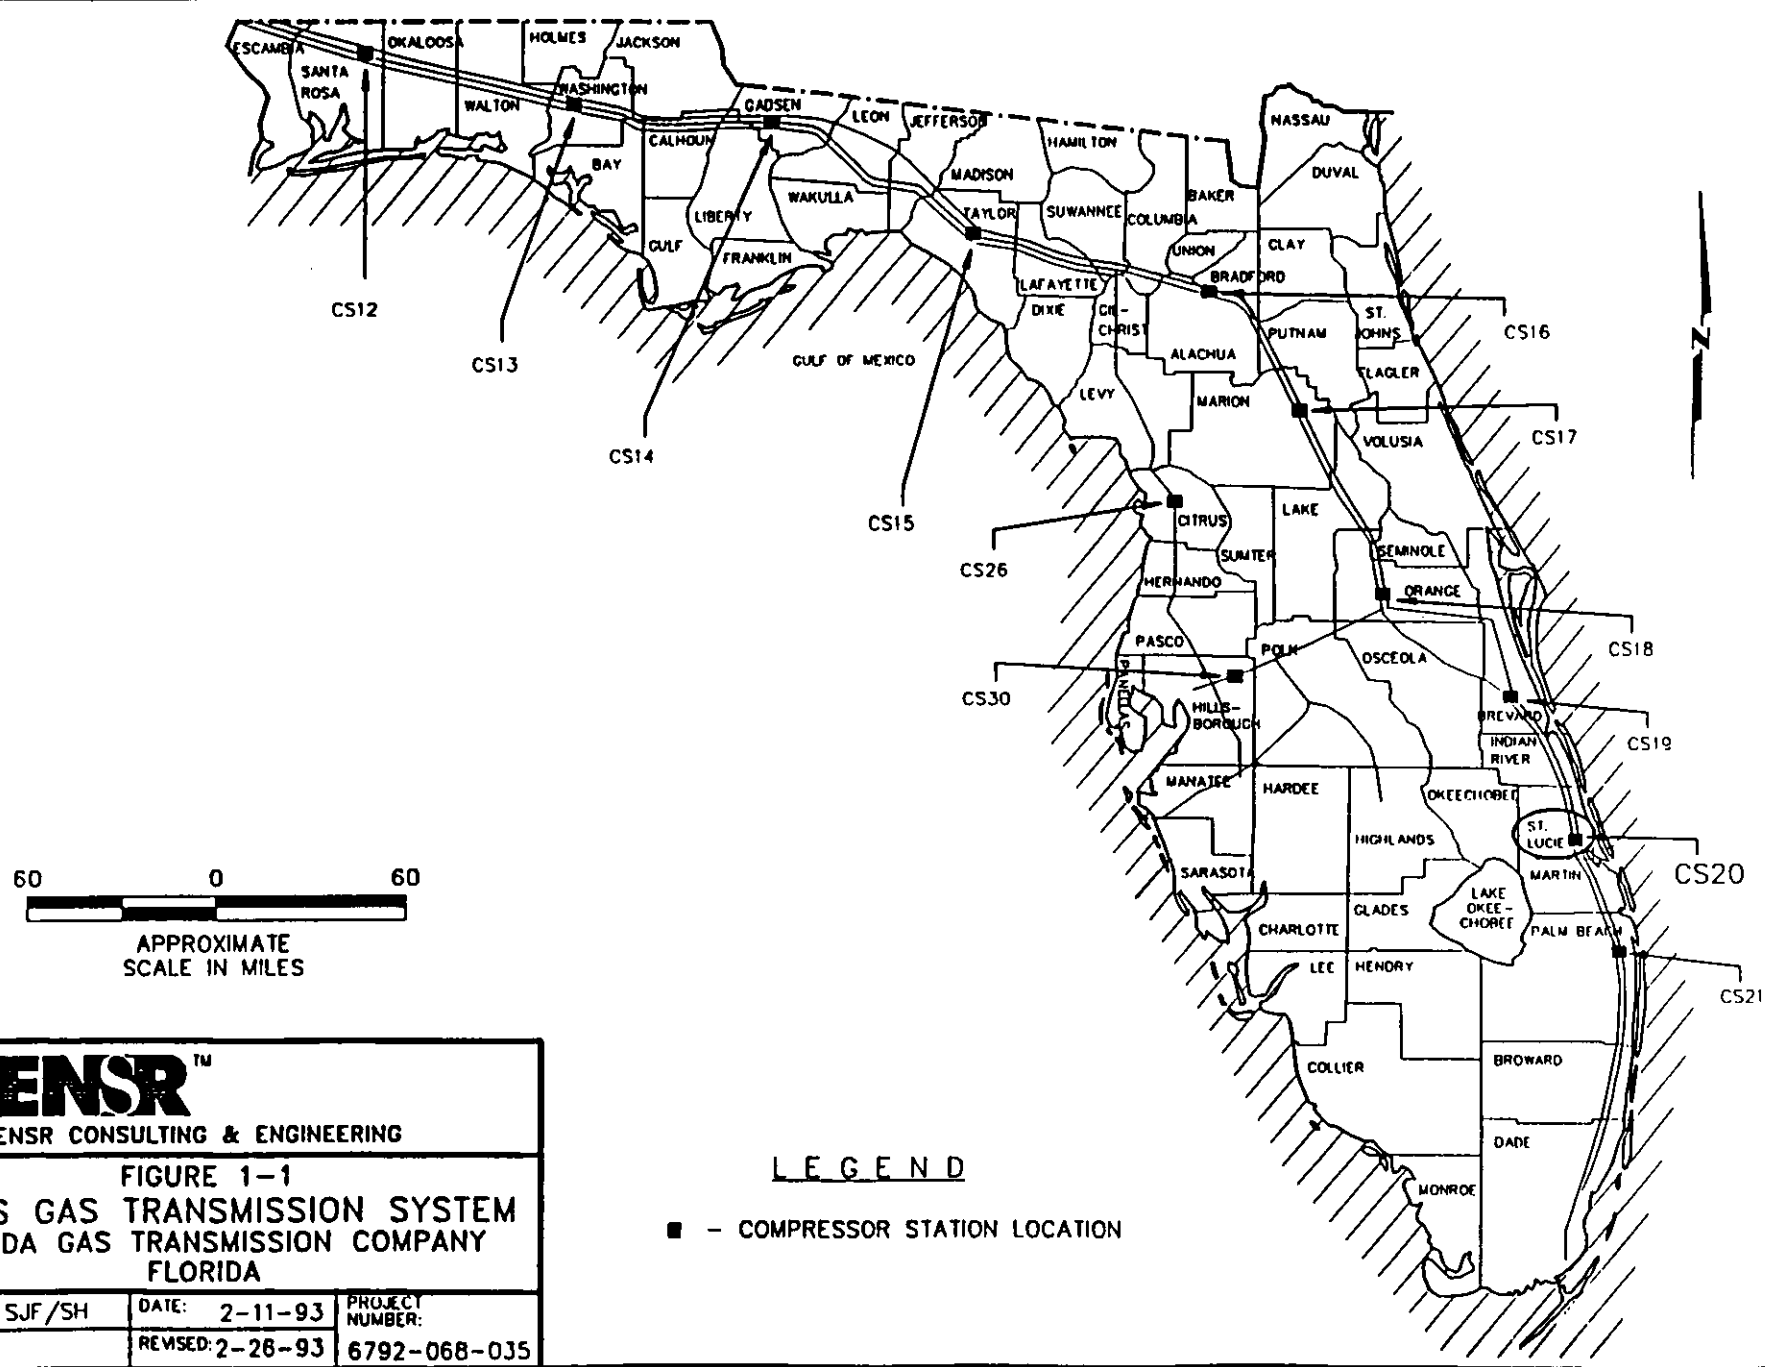 ESCAMBIA
SANTA
ROSA
OKALOOSA
HOLMES
JACKSON
WALTON
WASHINGTON
BAY
CALHOUN
GADSEN
LEON
JEFFERSON
LIBERTY
WAKULLA
GULF
FRANKLIN
MADISON
TAYLOR
HAMILTON
SUWANNEE
COLUMBIA
BAKER
NASSAU
DUVAL
UNION
CLAY
BRADFORD
LAFAYETTE
DIXIE
GIL-
CHRIST
ALACHUA
PUTNAM
ST.
JOHNS
FLAGLER
LEVY
MARION
VOLUSIA
CITRUS
SUMTER
LAKE
SEMINOLE
HERNANDO
ORANGE
PASCO
POLK
OSCEOLA
PANELLAS
HILLS-
BOROUGH
BREVARD
INDIAN
RIVER
MANATEE
HARDEE
OKEECHOBEE
HIGHLANDS
ST.
LUCIE
SARASOTA
MARTIN
LAKE
OKEE-
CHOBEE
GLADES
CHARLOTTE
PALM BEACH
LEE
HENDRY
COLLIER
BROWARD
DADE
MONROE
GULF OF MEXICO
CS12
CS13
CS14
CS15
CS16
CS17
CS26
CS18
CS30
CS19
CS20
CS21
N
60 0 60
APPROXIMATE
SCALE IN MILES
ENSR™
ENSR CONSULTING & ENGINEERING
FIGURE 1-1
S GAS TRANSMISSION SYSTEM
DA GAS TRANSMISSION COMPANY
FLORIDA
SJF/SH
DATE: 2-11-93
REVISED: 2-26-93
PROJECT
NUMBER:
6792-068-035
LEGEND
■ - COMPRESSOR STATION LOCATION